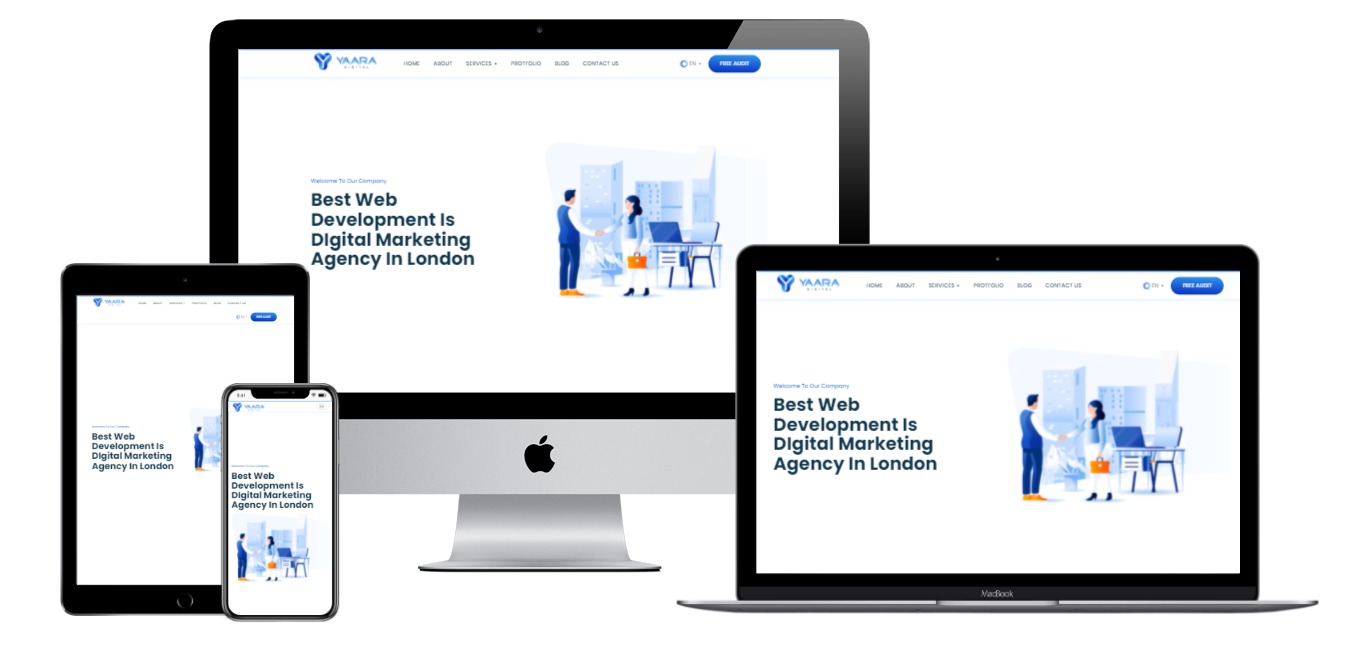 YAARA
DIGITAL
HOME ABOUT SERVICES PROTFOLIO BLOG CONTACT US EN FREE AUDIT
Welcome To Our Company
Best Web
Development Is
DIgital Marketing
Agency In London
YAARA
DIGITAL
HOME ABOUT SERVICES PROTFOLIO BLOG CONTACT US EN FREE AUDIT
Welcome To Our Company
Best Web
Development Is
DIgital Marketing
Agency In London
MacBook
YAARA
HOME ABOUT SERVICES PROTFOLIO BLOG CONTACT US
FREE AUDIT
Welcome To Our Company
Best Web
Development Is
DIgital Marketing
Agency In London
9:41
YAARA
Welcome To Our Company
Best Web
Development Is
DIgital Marketing
Agency In London